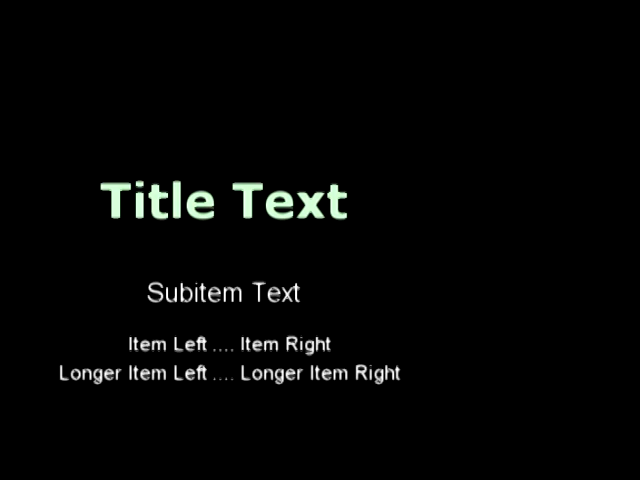 Title Text
Subitem Text
Item Left .... Item Right
Longer Item Left .... Longer Item Right